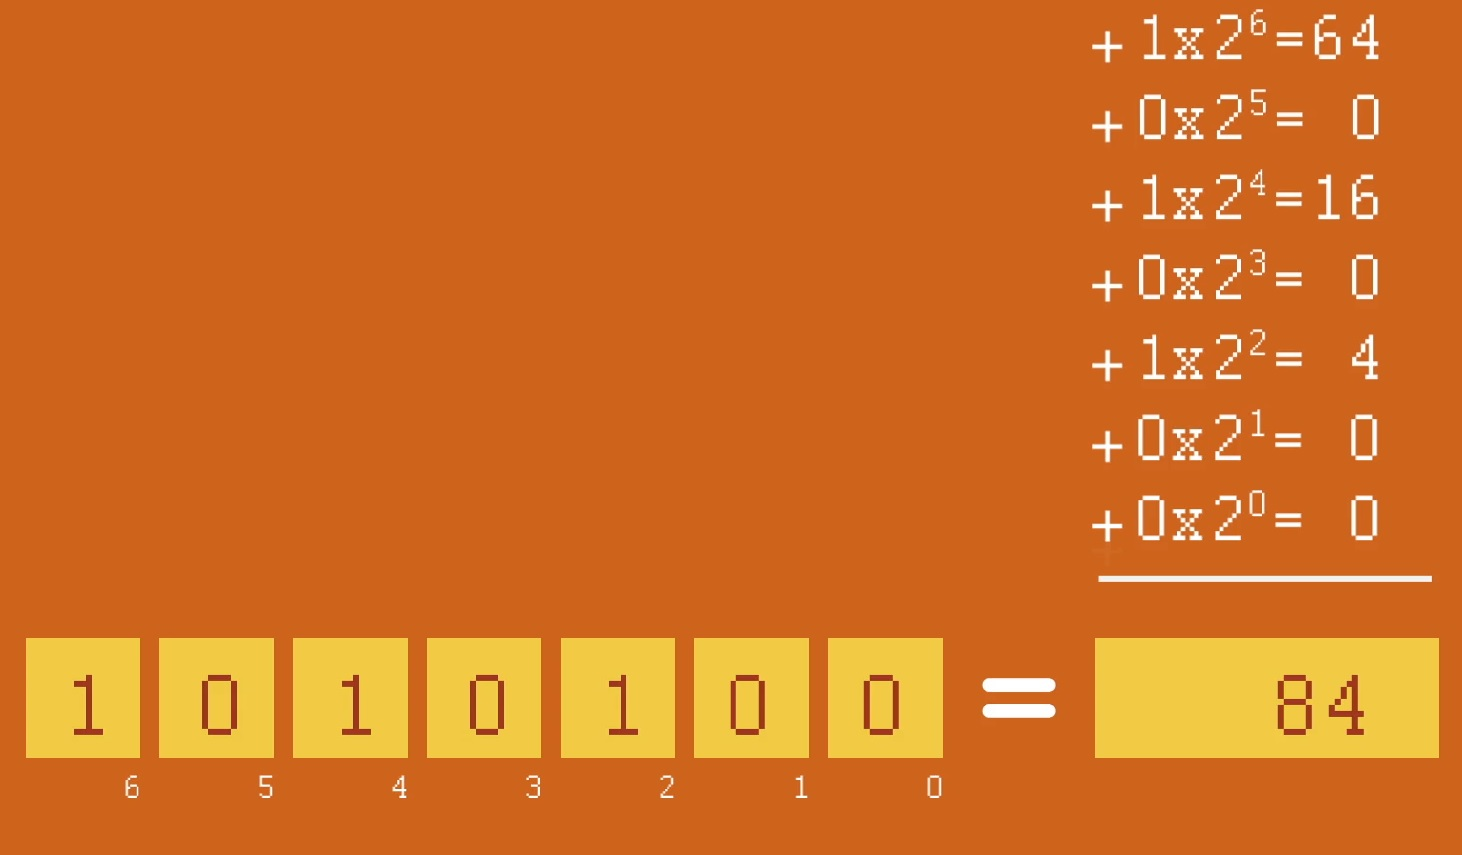 + 1x2⁶=64
+ 0x2⁵= 0
+ 1x2⁴=16
+ 0x2³= 0
+ 1x2²= 4
+ 0x2¹= 0
+ 0x2⁰= 0
1 0 1 0 1 0 0 = 84
6 5 4 3 2 1 0